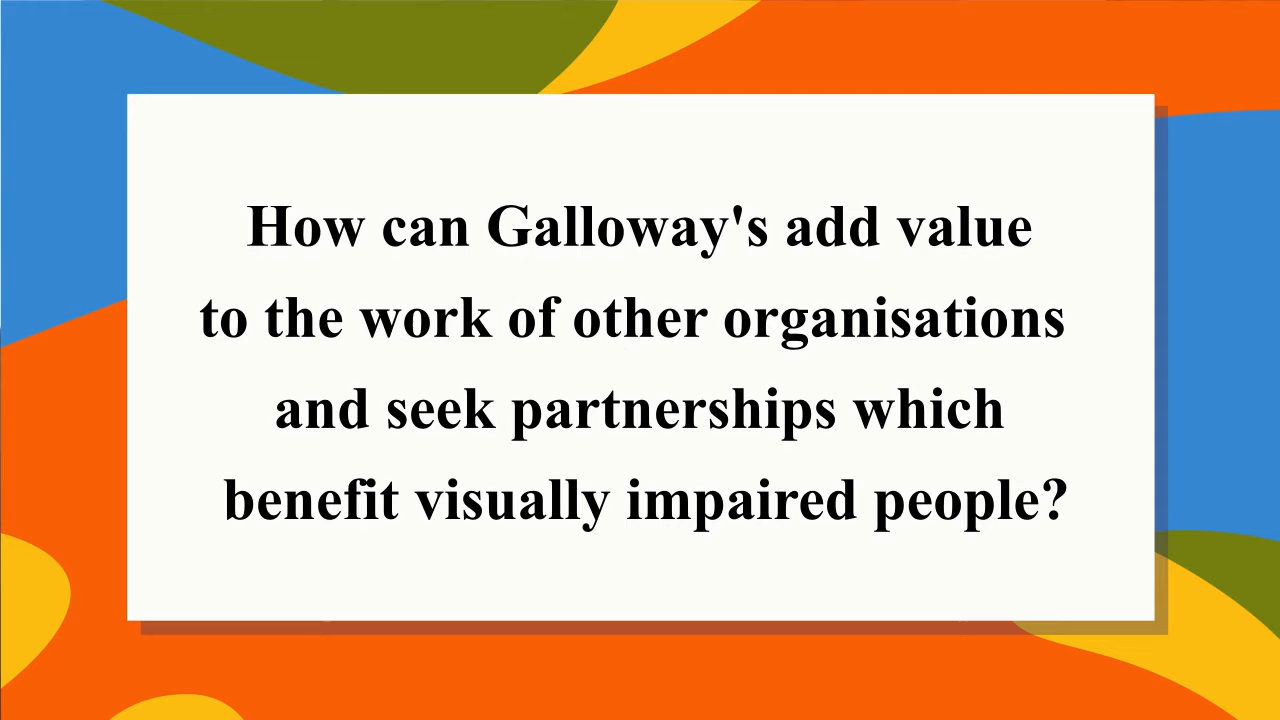 How can Galloway's add value
to the work of other organisations
and seek partnerships which
benefit visually impaired people?